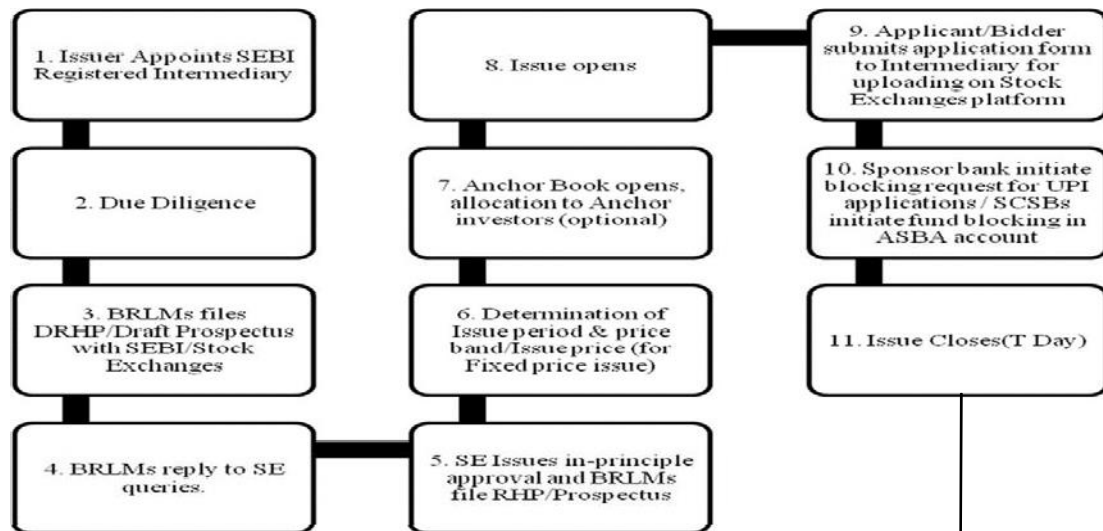 1. Issuer Appoints SEBI
Registered Intermediary
2. Due Diligence
3. BRLMs files
DRHP/Draft Prospectus
with SEBI/Stock
Exchanges
4. BRLMs reply to SE
queries.
5. SE Issues in-principle
approval and BRLMs
file RHP/Prospectus
6. Determination of
Issue period & price
band/Issue price (for
Fixed price issue)
7. Anchor Book opens,
allocation to Anchor
investors (optional)
8. Issue opens
9. Applicant/Bidder
submits application form
to Intermediary for
uploading on Stock
Exchanges platform
10. Sponsor bank initiate
blocking request for UPI
applications / SCSBs
initiate fund blocking in
ASBA account
11. Issue Closes(T Day)